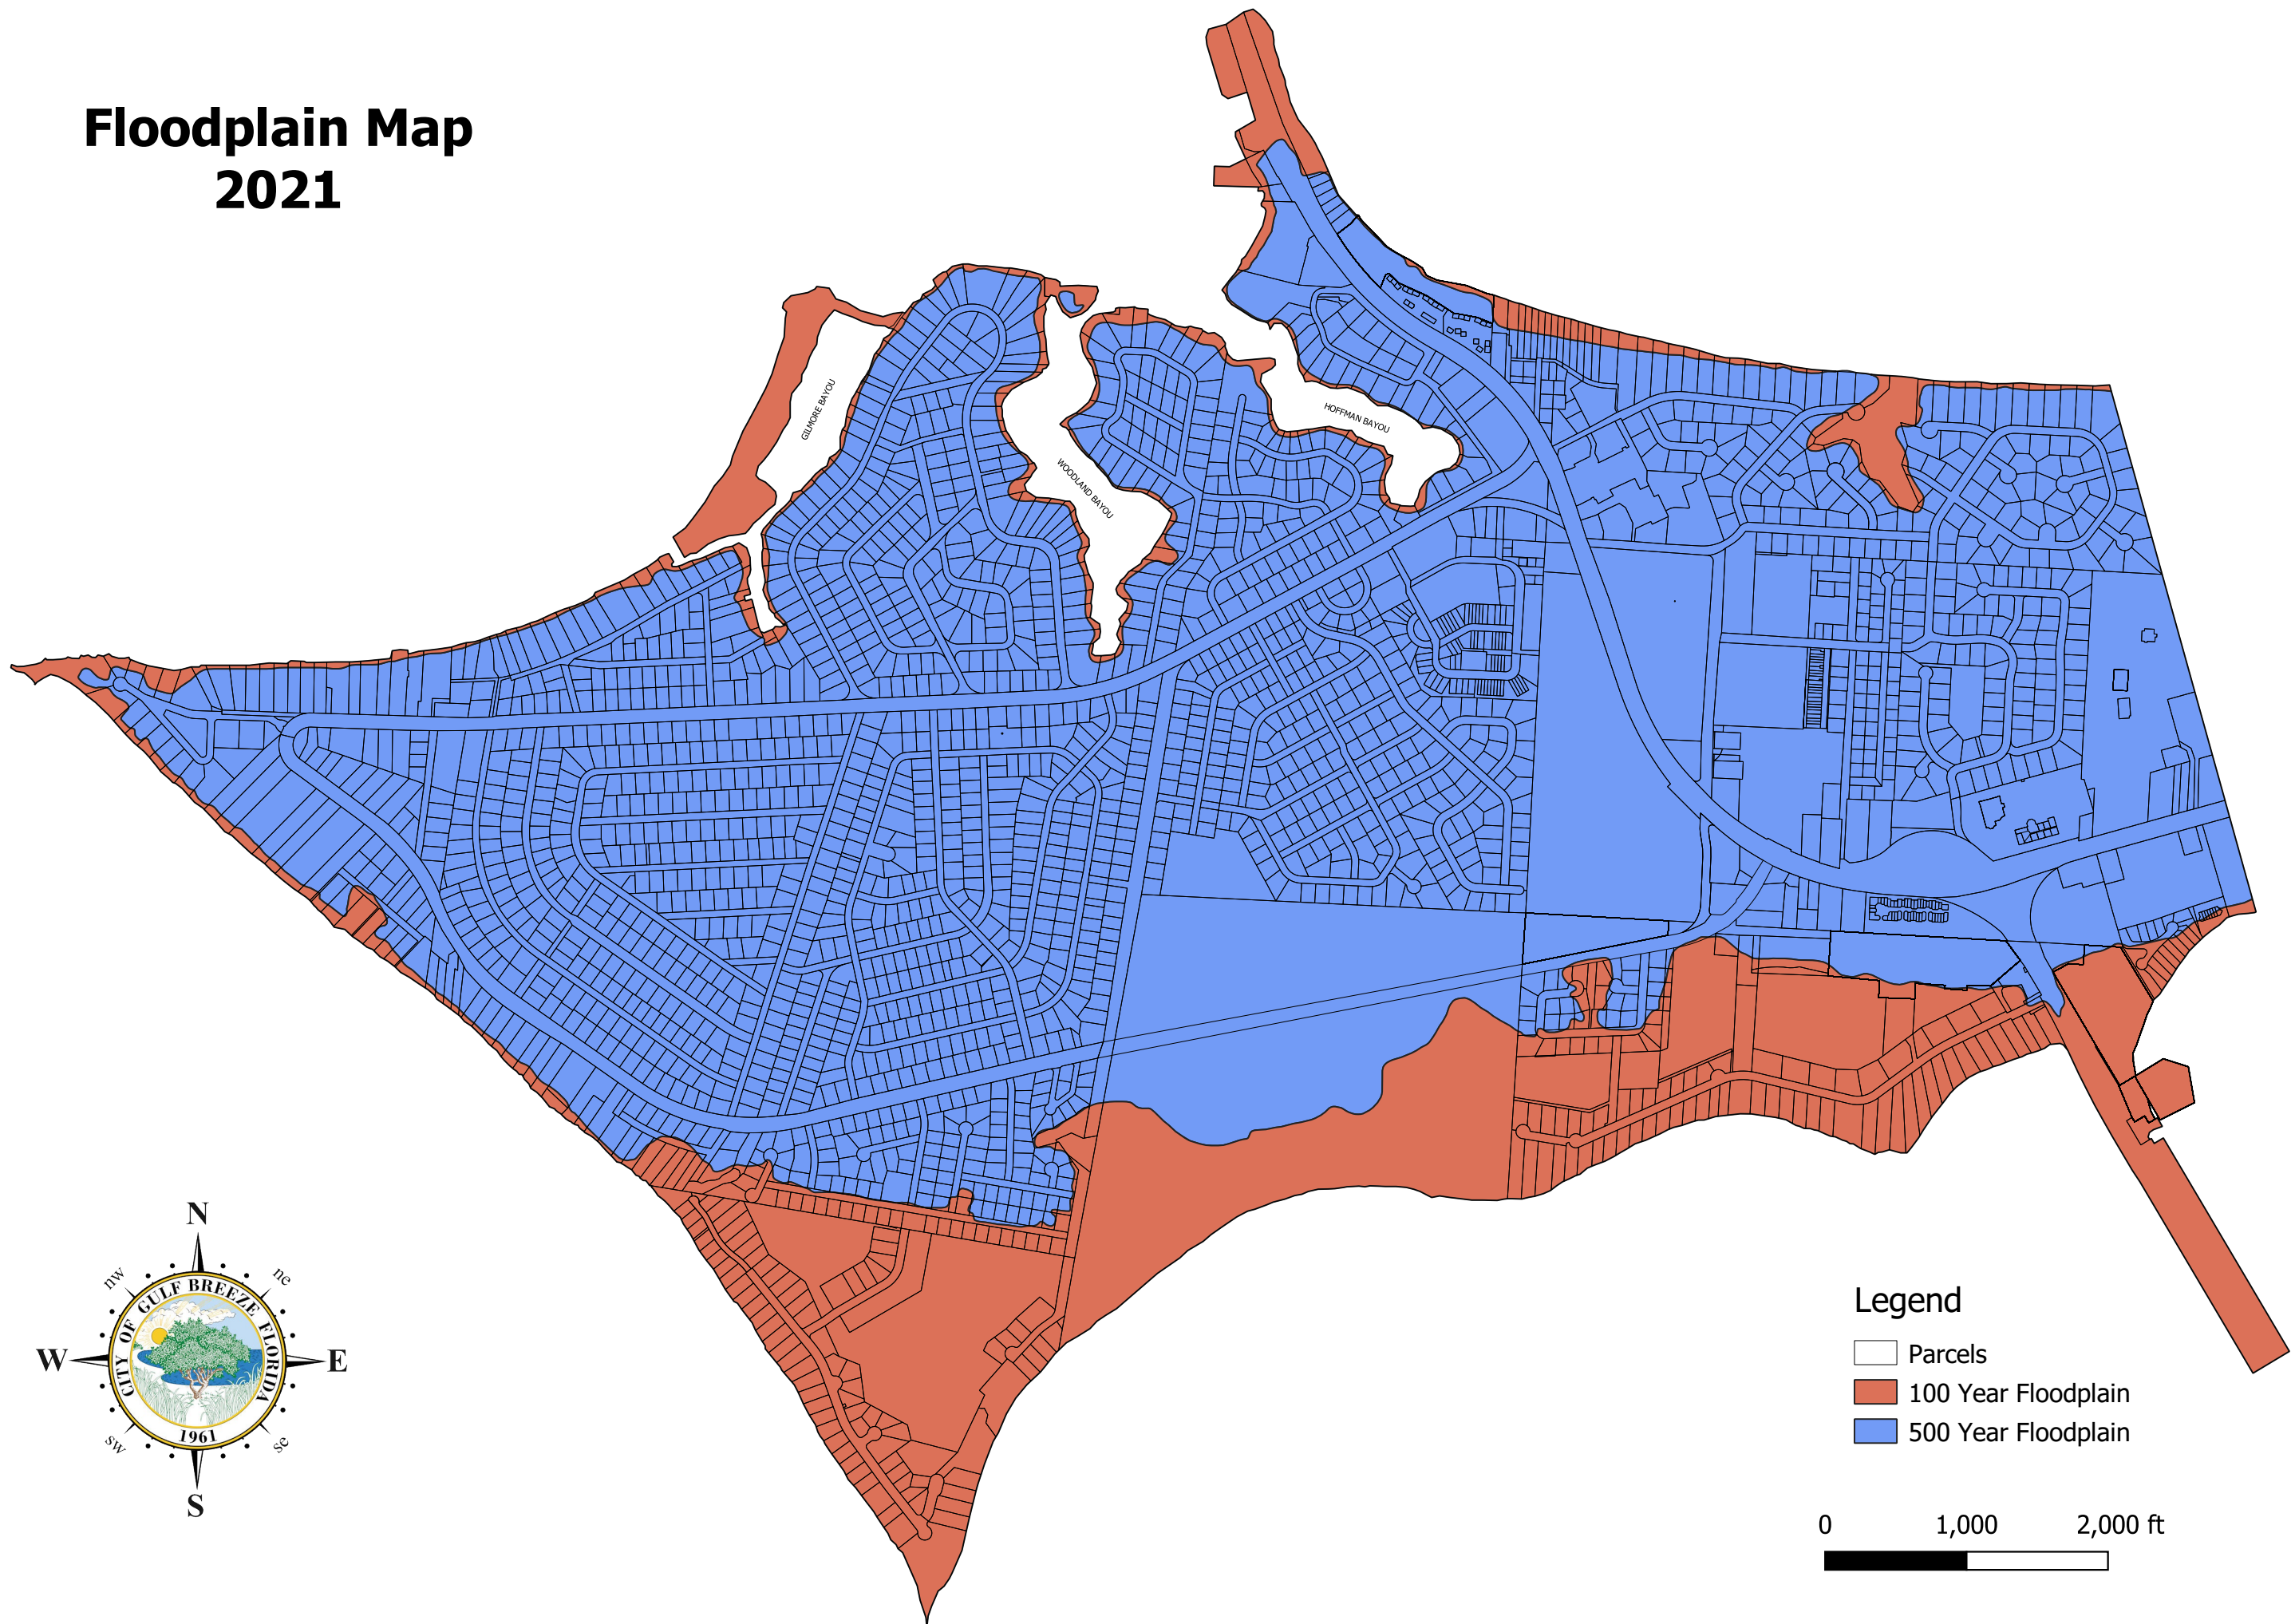 Floodplain Map
2021
GILMORE BAYOU
WOODLAND BAYOU
HOFFMAN BAYOU
N
nw
ne
W
E
sw
se
S
CITY OF GULF BREEZE FLORIDA
1961
Legend
Parcels
100 Year Floodplain
500 Year Floodplain
0 1,000 2,000 ft